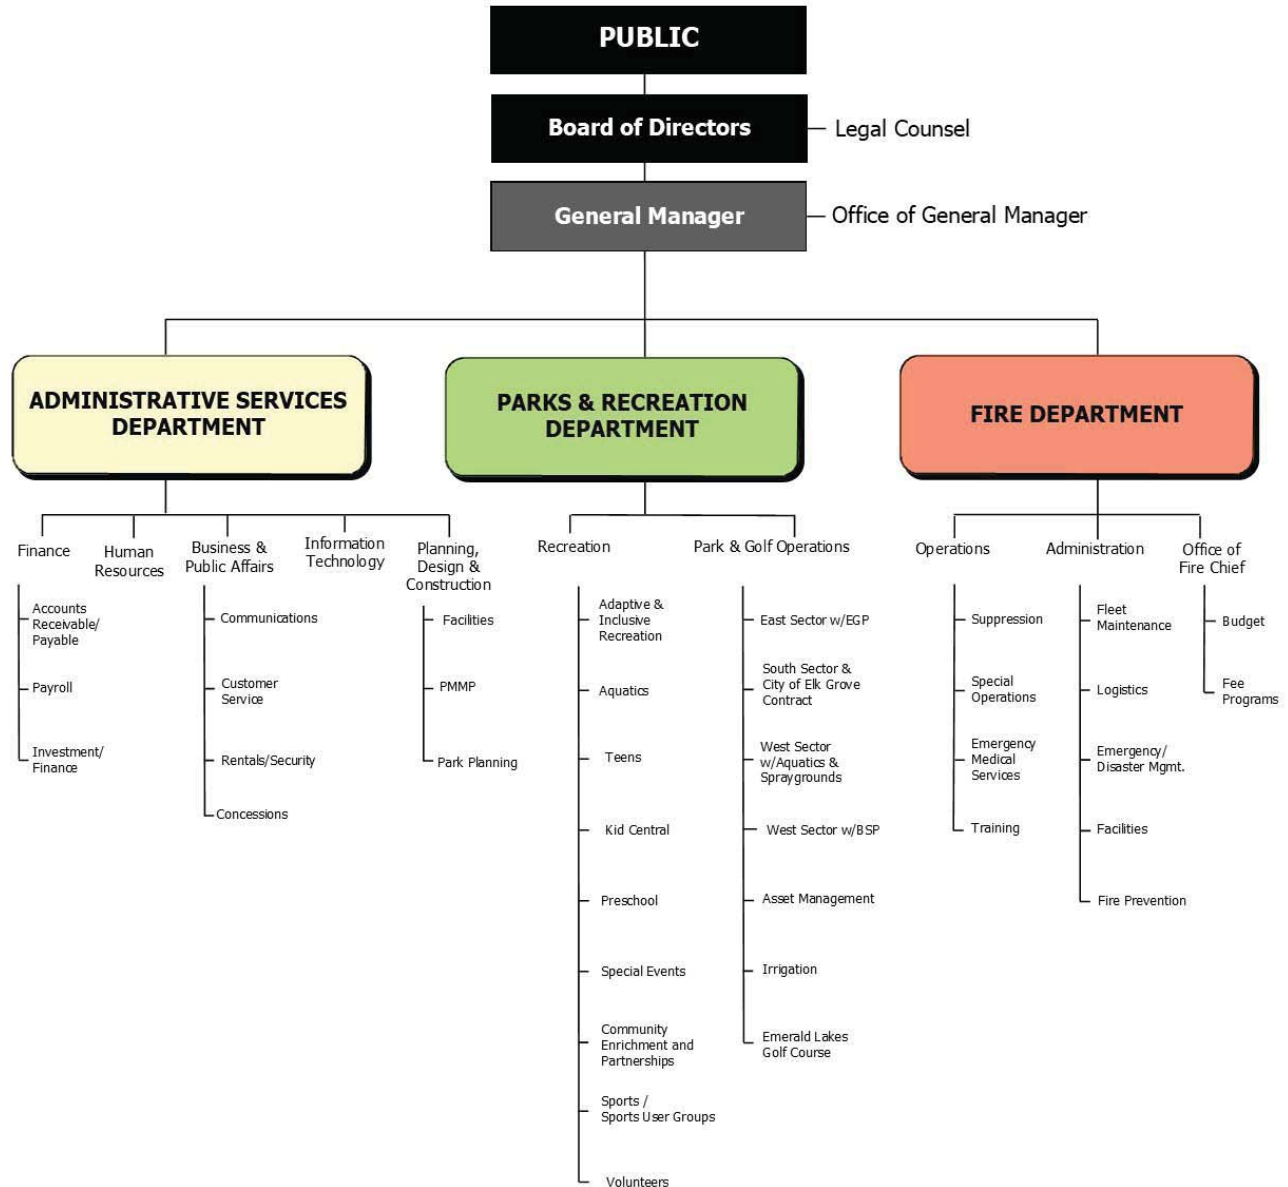 PUBLIC
Board of Directors
Legal Counsel
General Manager
Office of General Manager
ADMINISTRATIVE SERVICES
DEPARTMENT
PARKS & RECREATION
DEPARTMENT
FIRE DEPARTMENT
Finance
Accounts
Receivable/
Payable
Payroll
Investment/
Finance
Human
Resources
Business &
Public Affairs
Communications
Customer
Service
Rentals/Security
Concessions
Information
Technology
Planning,
Design &
Construction
Facilities
PMMP
Park Planning
Recreation
Adaptive &
Inclusive
Recreation
Aquatics
Teens
Kid Central
Preschool
Special Events
Community
Enrichment and
Partnerships
Sports /
Sports User Groups
Volunteers
Park & Golf Operations
East Sector w/EGP
South Sector &
City of Elk Grove
Contract
West Sector
w/Aquatics &
Spraygrounds
West Sector w/BSP
Asset Management
Irrigation
Emerald Lakes
Golf Course
Operations
Suppression
Special
Operations
Emergency
Medical
Services
Training
Administration
Fleet
Maintenance
Logistics
Emergency/
Disaster Mgmt.
Facilities
Fire Prevention
Office of
Fire Chief
Budget
Fee
Programs